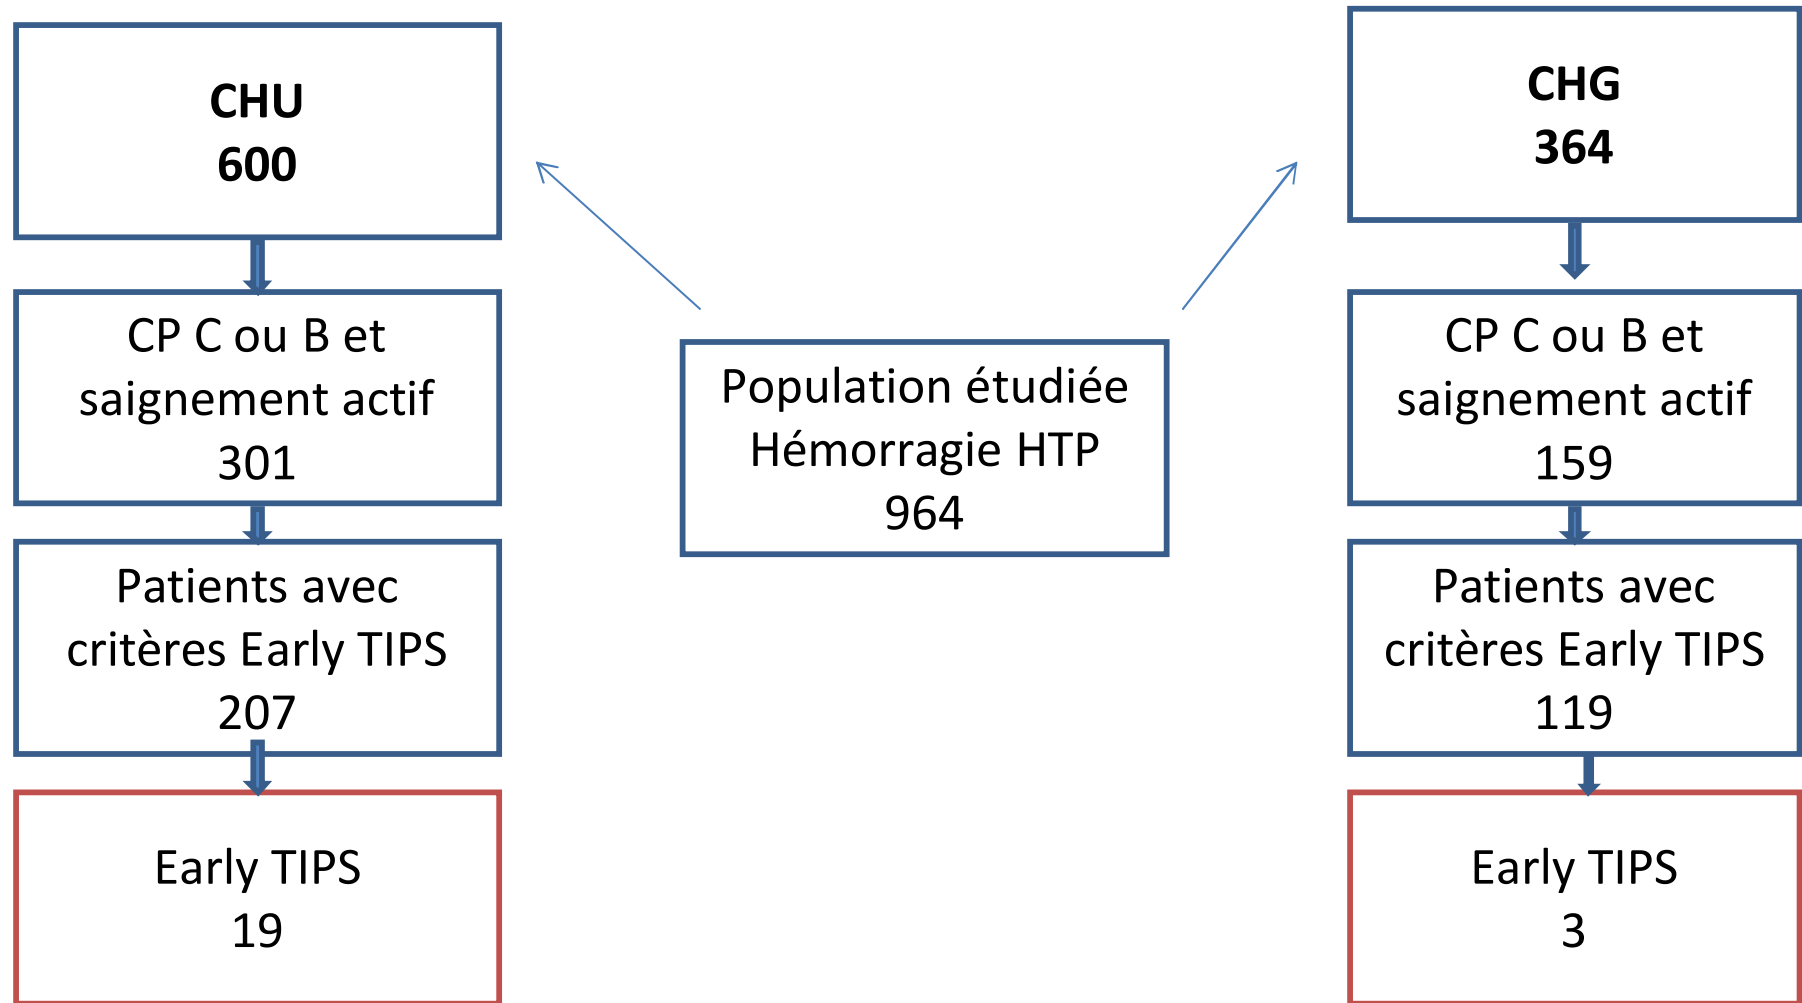 CHU
600
CP C ou B et
saignement actif
301
Patients avec
critères Early TIPS
207
Early TIPS
19
Population étudiée
Hémorragie HTP
964
CHG
364
CP C ou B et
saignement actif
159
Patients avec
critères Early TIPS
119
Early TIPS
3